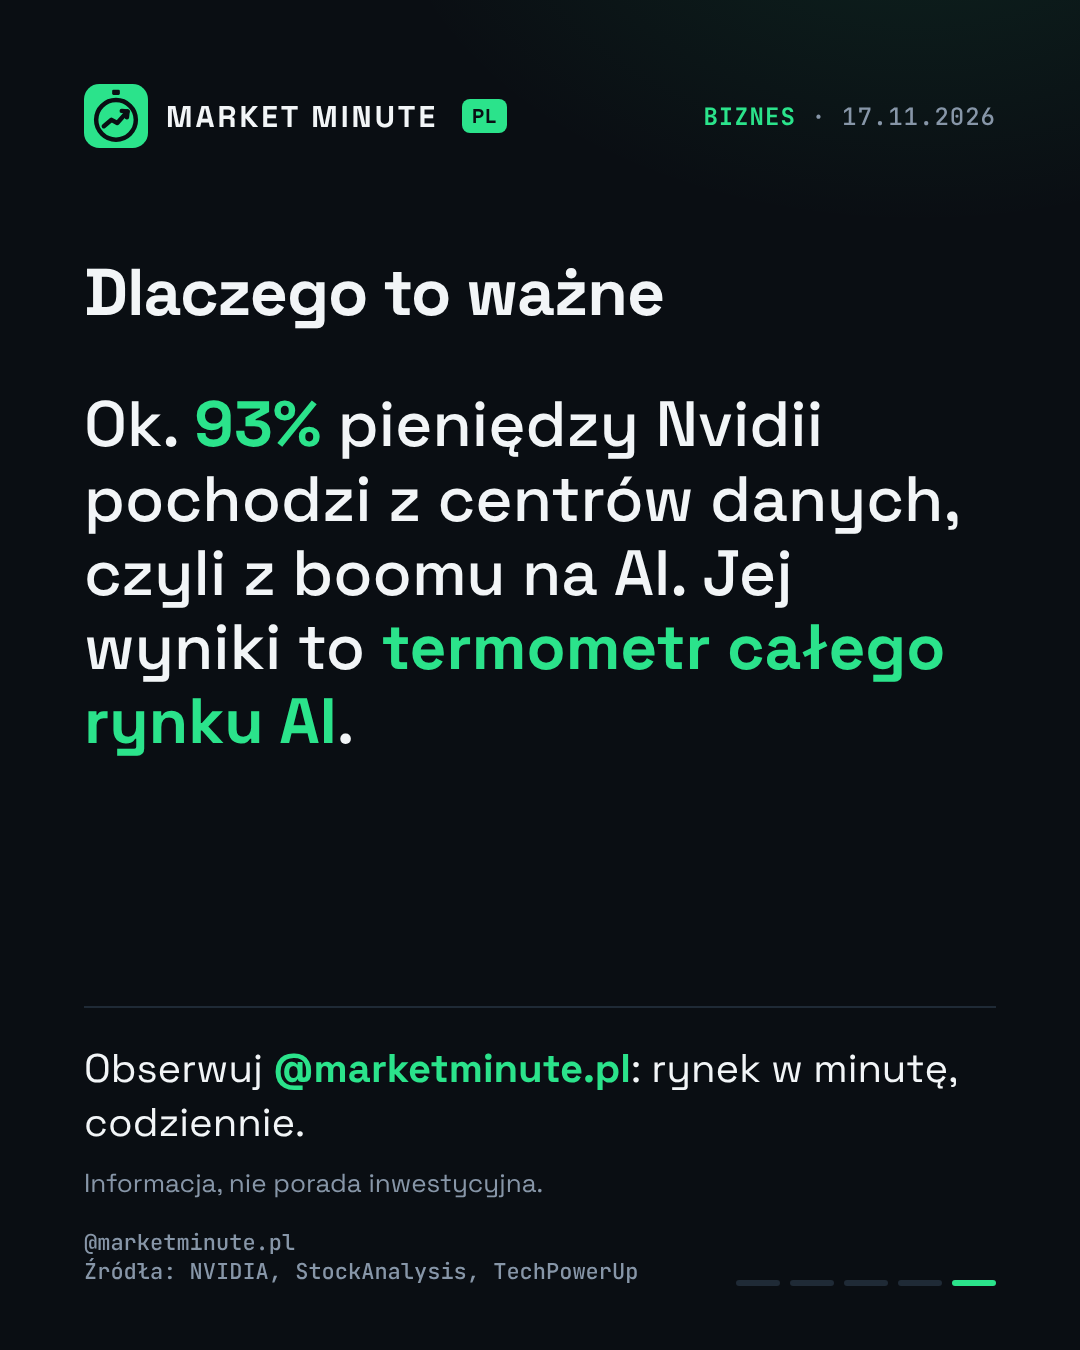 MARKET MINUTE PL
BIZNES · 17.11.2026
Dlaczego to ważne
Ok. 93% pieniędzy Nvidii
pochodzi z centrów danych,
czyli z boomu na AI. Jej
wyniki to termometr całego
rynku AI.
Obserwuj @marketminute.pl: rynek w minutę,
codziennie.
Informacja, nie porada inwestycyjna.
@marketminute.pl
Źródła: NVIDIA, StockAnalysis, TechPowerUp